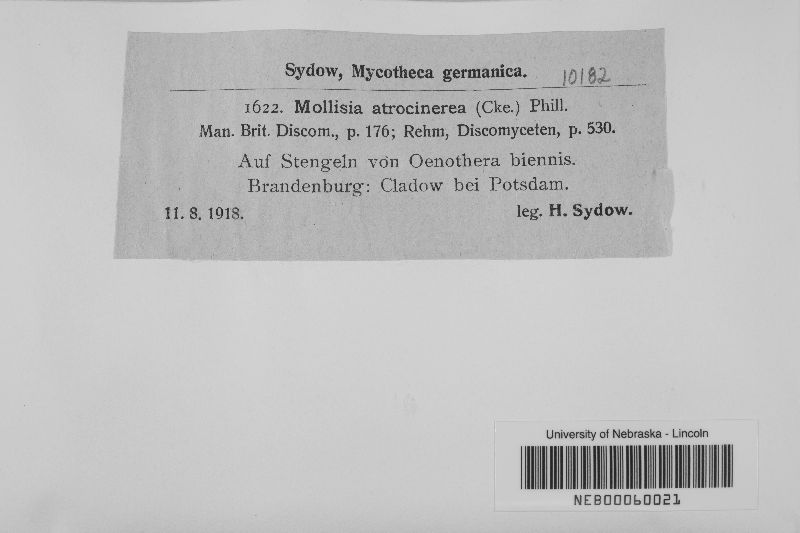 Sydow, Mycotheca germanica. 10182
1622. Mollisia atrocinerea (Cke.) Phill.
Man. Brit. Discom., p. 176; Rehm, Discomyceten, p. 530.
Auf Stengeln von Oenothera biennis.
Brandenburg: Cladow bei Potsdam.
11. 8. 1918. leg. H. Sydow.
University of Nebraska - Lincoln
NEB00060021